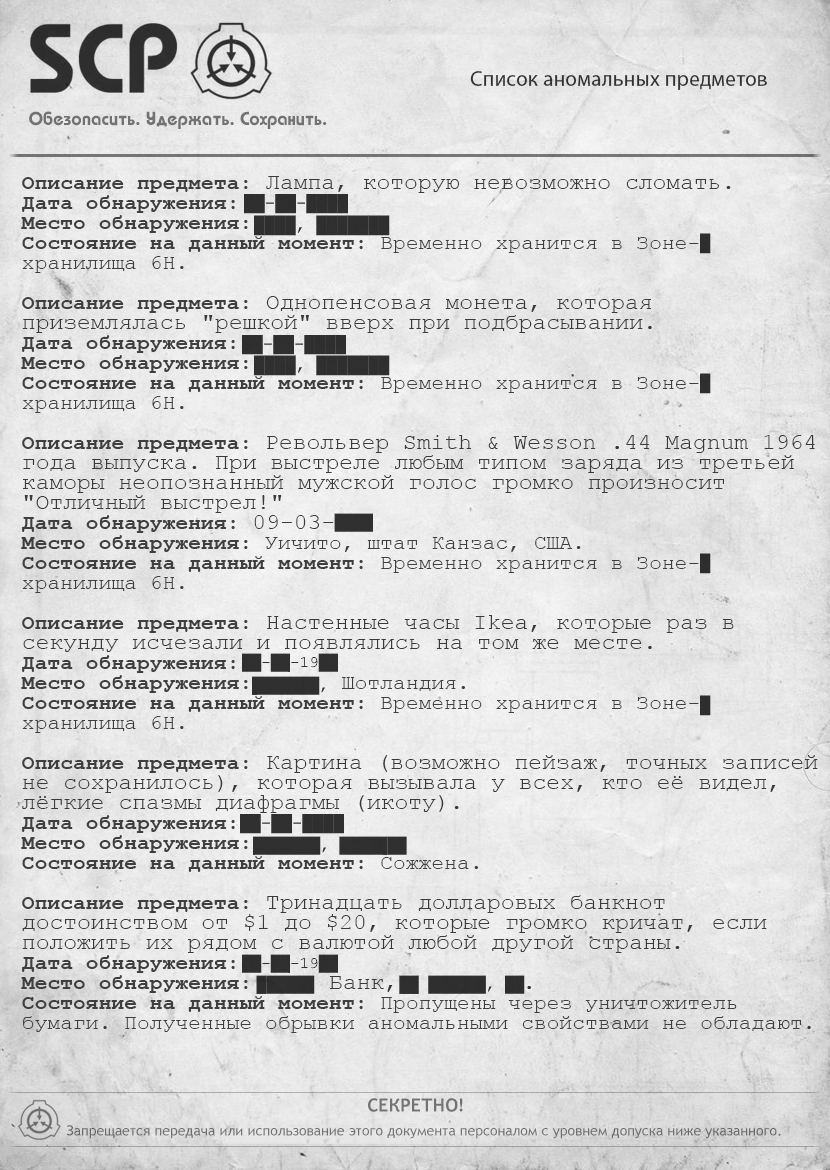 SCP
Список аномальных предметов
Обезопасить. Удержать. Сохранить.
Описание предмета: Лампа, которую невозможно сломать.
Дата обнаружения: ██-██-████
Место обнаружения: ████, ███████
Состояние на данный момент: Временно хранится в Зоне-█
хранилища 6H.
Описание предмета: Однопенсовая монета, которая
приземлялась "решкой" вверх при подбрасывании.
Дата обнаружения: ██-██-████
Место обнаружения: ████, ███████
Состояние на данный момент: Временно хранится в Зоне-█
хранилища 6H.
Описание предмета: Револьвер Smith & Wesson .44 Magnum 1964
года выпуска. При выстреле любым типом заряда из третьей
каморы неопознанный мужской голос громко произносит
"Отличный выстрел!"
Дата обнаружения: 09-03-████
Место обнаружения: Уичито, штат Канзас, США.
Состояние на данный момент: Временно хранится в Зоне-█
хранилища 6H.
Описание предмета: Настенные часы Ikea, которые раз в
секунду исчезали и появлялись на том же месте.
Дата обнаружения: ██-██-19██
Место обнаружения: ███████, Шотландия.
Состояние на данный момент: Временно хранится в Зоне-█
хранилища 6H.
Описание предмета: Картина (возможно пейзаж, точных записей
не сохранилось), которая вызывала у всех, кто её видел,
лёгкие спазмы диафрагмы (икоту).
Дата обнаружения: ██-██-████
Место обнаружения: ███████, ███████
Состояние на данный момент: Сожжена.
Описание предмета: Тринадцать долларовых банкнот
достоинством от $1 до $20, которые громко кричат, если
положить их рядом с валютой любой другой страны.
Дата обнаружения: ██-██-19██
Место обнаружения: ██████ Банк, ██ ██████, ██.
Состояние на данный момент: Пропущены через уничтожитель
бумаги. Полученные обрывки аномальными свойствами не обладают.
СЕКРЕТНО!
Запрещается передача или использование этого документа персоналом с уровнем допуска ниже указанного.